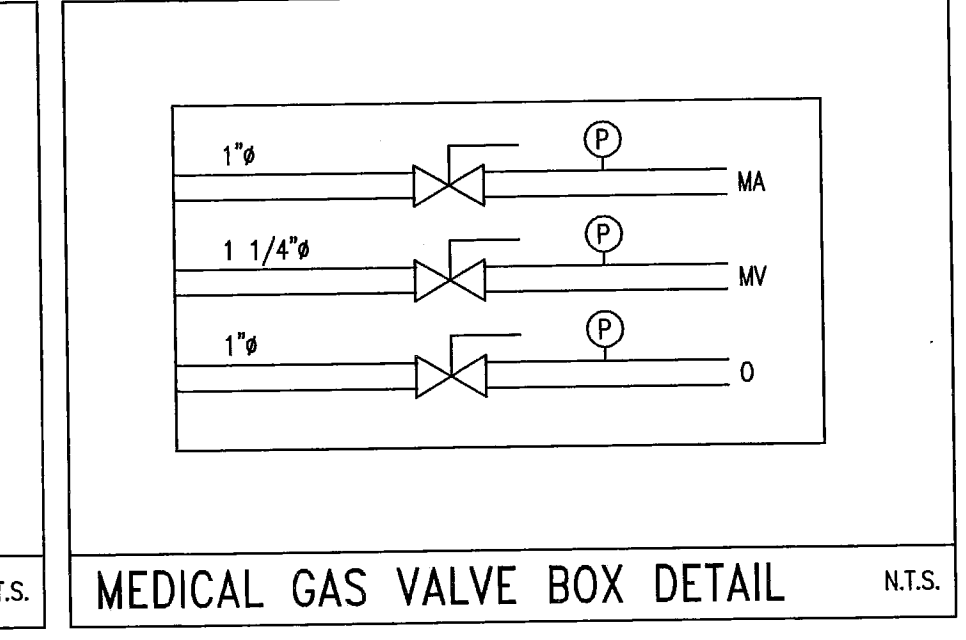 1"ø
P
MA
1 1/4"ø
P
MV
1"ø
P
O
T.S.
MEDICAL GAS VALVE BOX DETAIL
N.T.S.